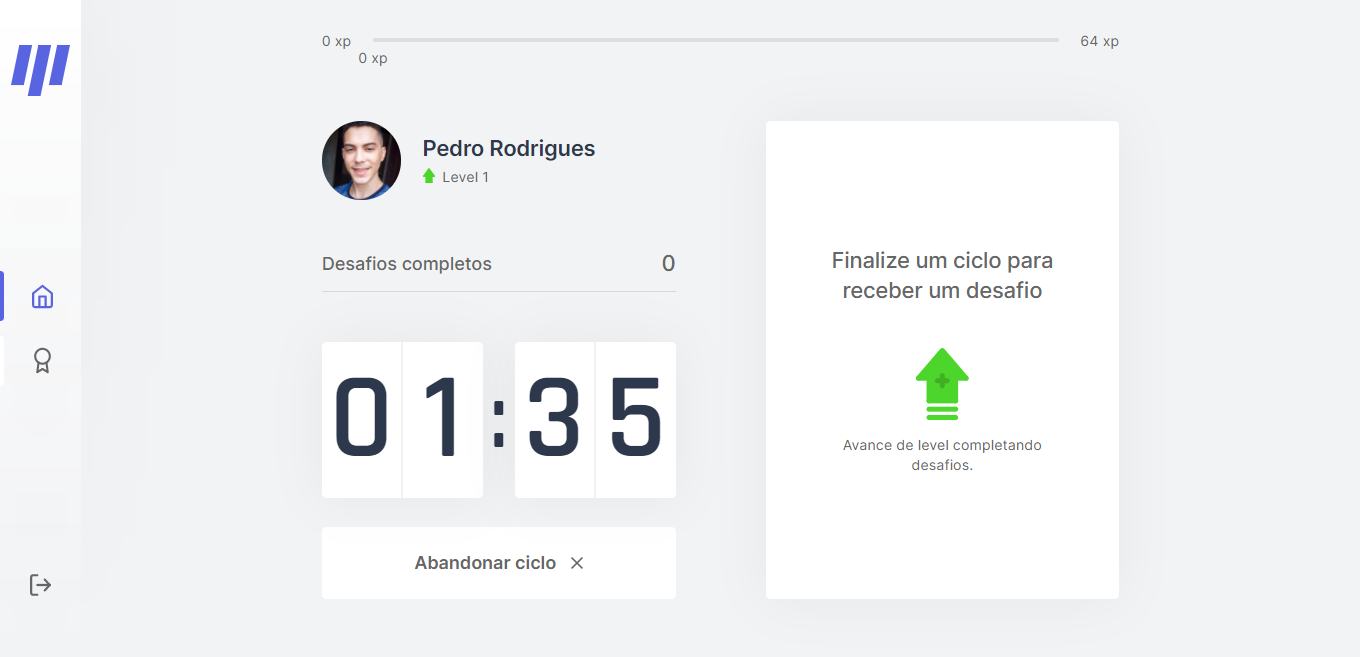 0 xp
64 xp
0 xp
Pedro Rodrigues
Level 1
Desafios completos
0
01:35
Abandonar ciclo
Finalize um ciclo para
receber um desafio
Avance de level completando
desafios.